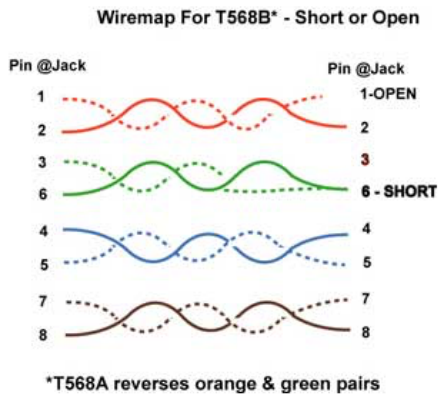 Wiremap For T568B* - Short or Open
Pin @Jack
Pin @Jack
1
1-OPEN
2
2
3
3
6
6 - SHORT
4
4
5
5
7
7
8
8
*T568A reverses orange & green pairs